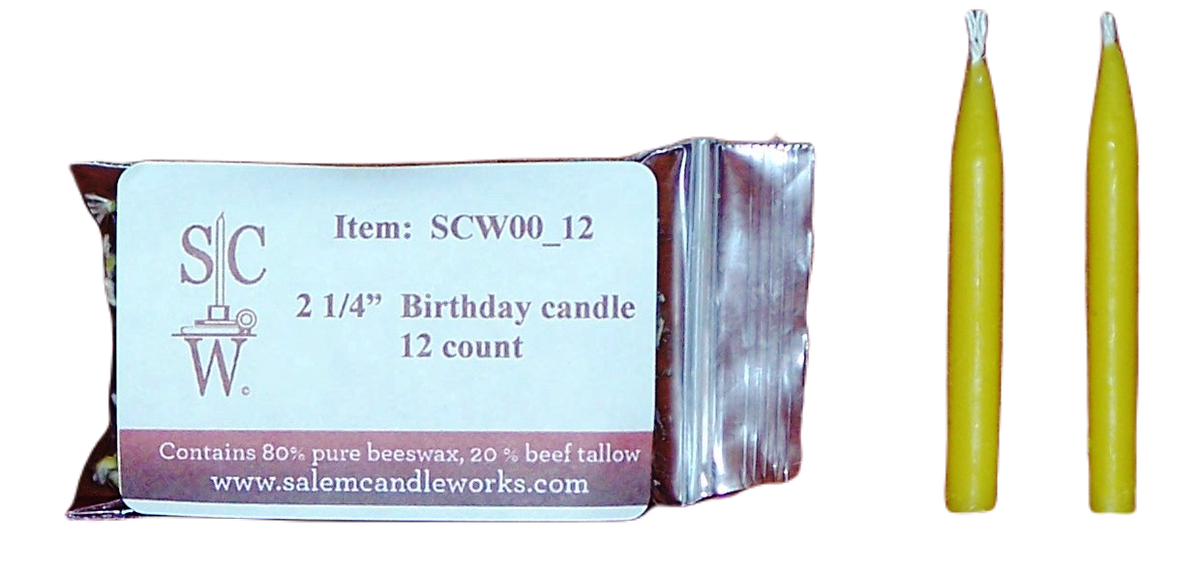 S C
W ©
Item: SCW00_12
2 1/4” Birthday candle
12 count
Contains 80% pure beeswax, 20 % beef tallow
www.salemcandleworks.com